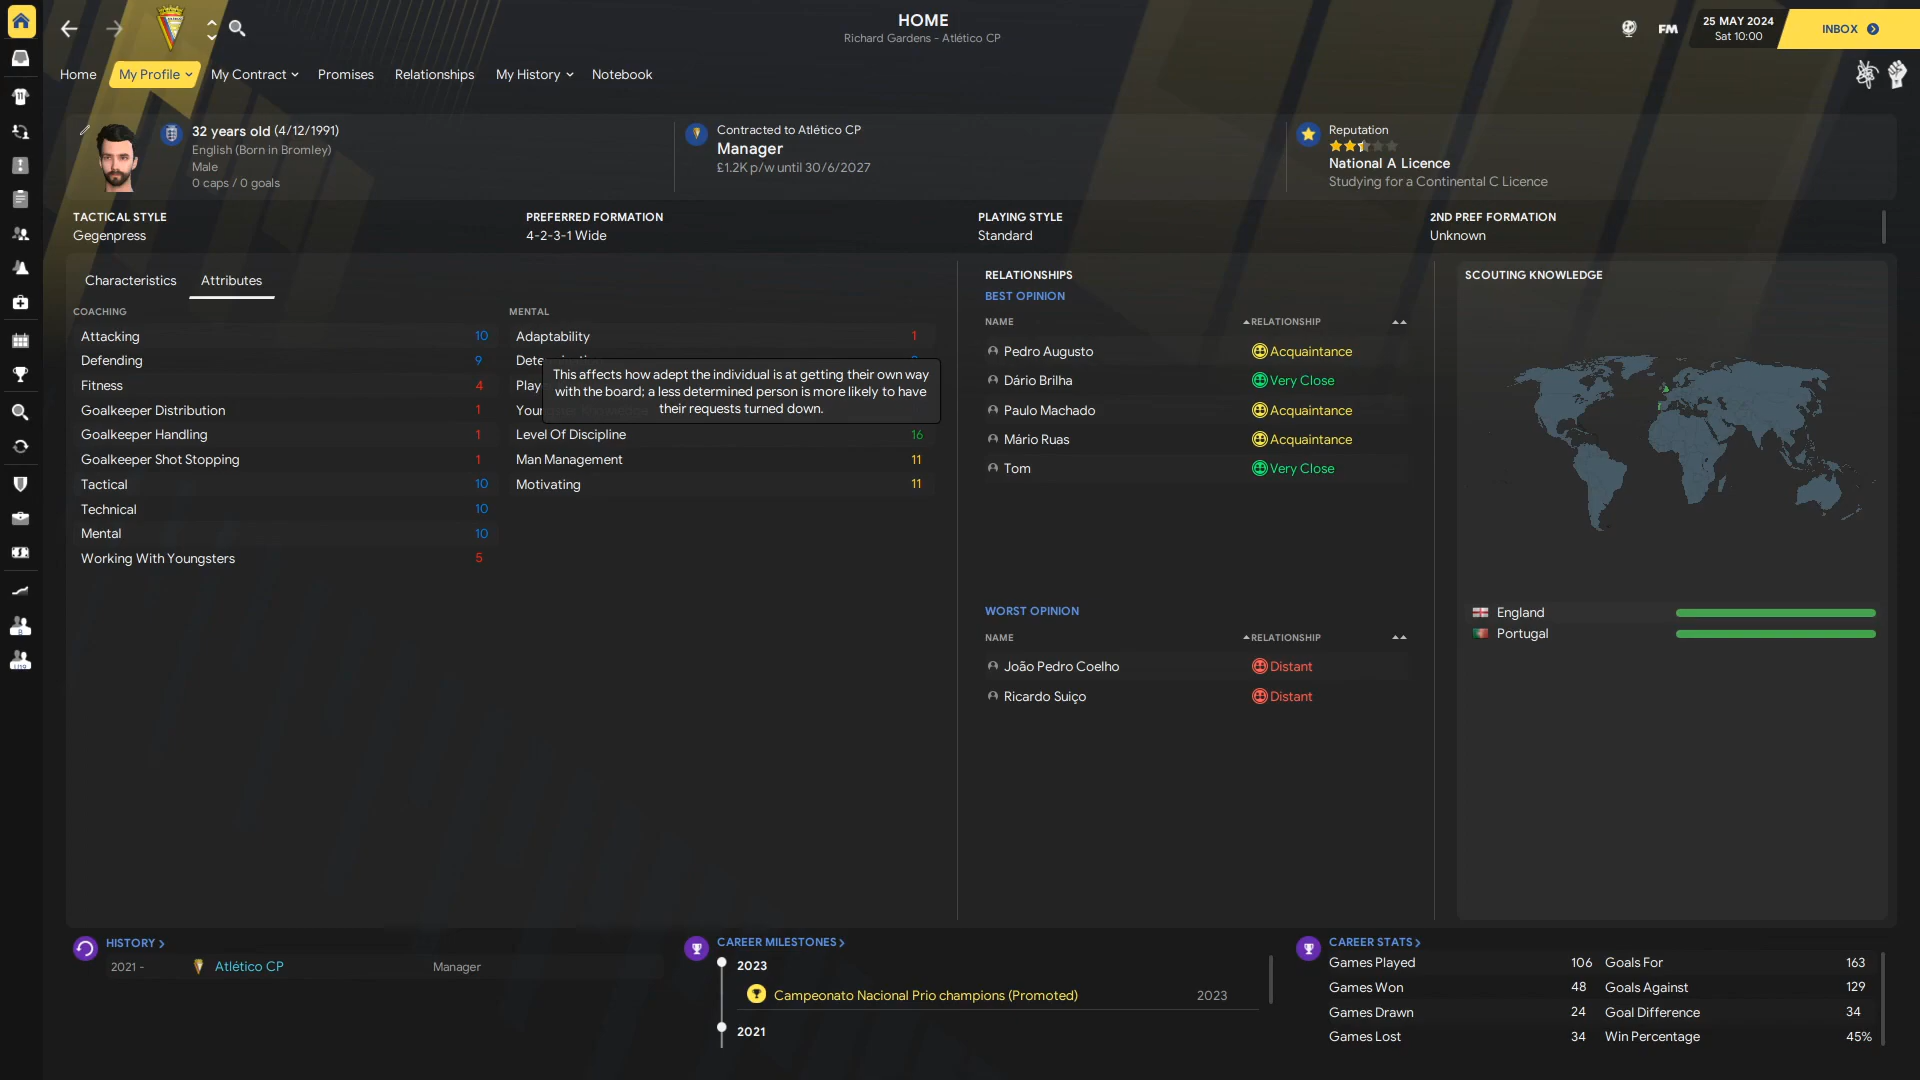 HOME
Richard Gardens - Atlético CP
FM
25 MAY 2024
Sat 10:00
INBOX
Home
My Profile
My Contract
Promises
Relationships
My History
Notebook
32 years old (4/12/1991)
English (Born in Bromley)
Male
0 caps / 0 goals
Contracted to Atlético CP
Manager
£1.2K p/w until 30/6/2027
Reputation
National A Licence
Studying for a Continental C Licence
TACTICAL STYLE
Gegenpress
PREFERRED FORMATION
4-2-3-1 Wide
PLAYING STYLE
Standard
2ND PREF FORMATION
Unknown
Characteristics
Attributes
COACHING
Attacking 10
Defending 9
Fitness 4
Goalkeeper Distribution 1
Goalkeeper Handling 1
Goalkeeper Shot Stopping 1
Tactical 10
Technical 10
Mental 10
Working With Youngsters 5
MENTAL
Adaptability 1
This affects how adept the individual is at getting their own way
with the board; a less determined person is more likely to have
their requests turned down.
Level Of Discipline 16
Man Management 11
Motivating 11
RELATIONSHIPS
BEST OPINION
NAME RELATIONSHIP
Pedro Augusto Acquaintance
Dário Brilha Very Close
Paulo Machado Acquaintance
Mário Ruas Acquaintance
Tom Very Close
WORST OPINION
NAME RELATIONSHIP
João Pedro Coelho Distant
Ricardo Suiço Distant
SCOUTING KNOWLEDGE
England
Portugal
HISTORY
2021 - Atlético CP Manager
CAREER MILESTONES
2023
Campeonato Nacional Prio champions (Promoted) 2023
2021
CAREER STATS
Games Played 106 Goals For 163
Games Won 48 Goals Against 129
Games Drawn 24 Goal Difference 34
Games Lost 34 Win Percentage 45%